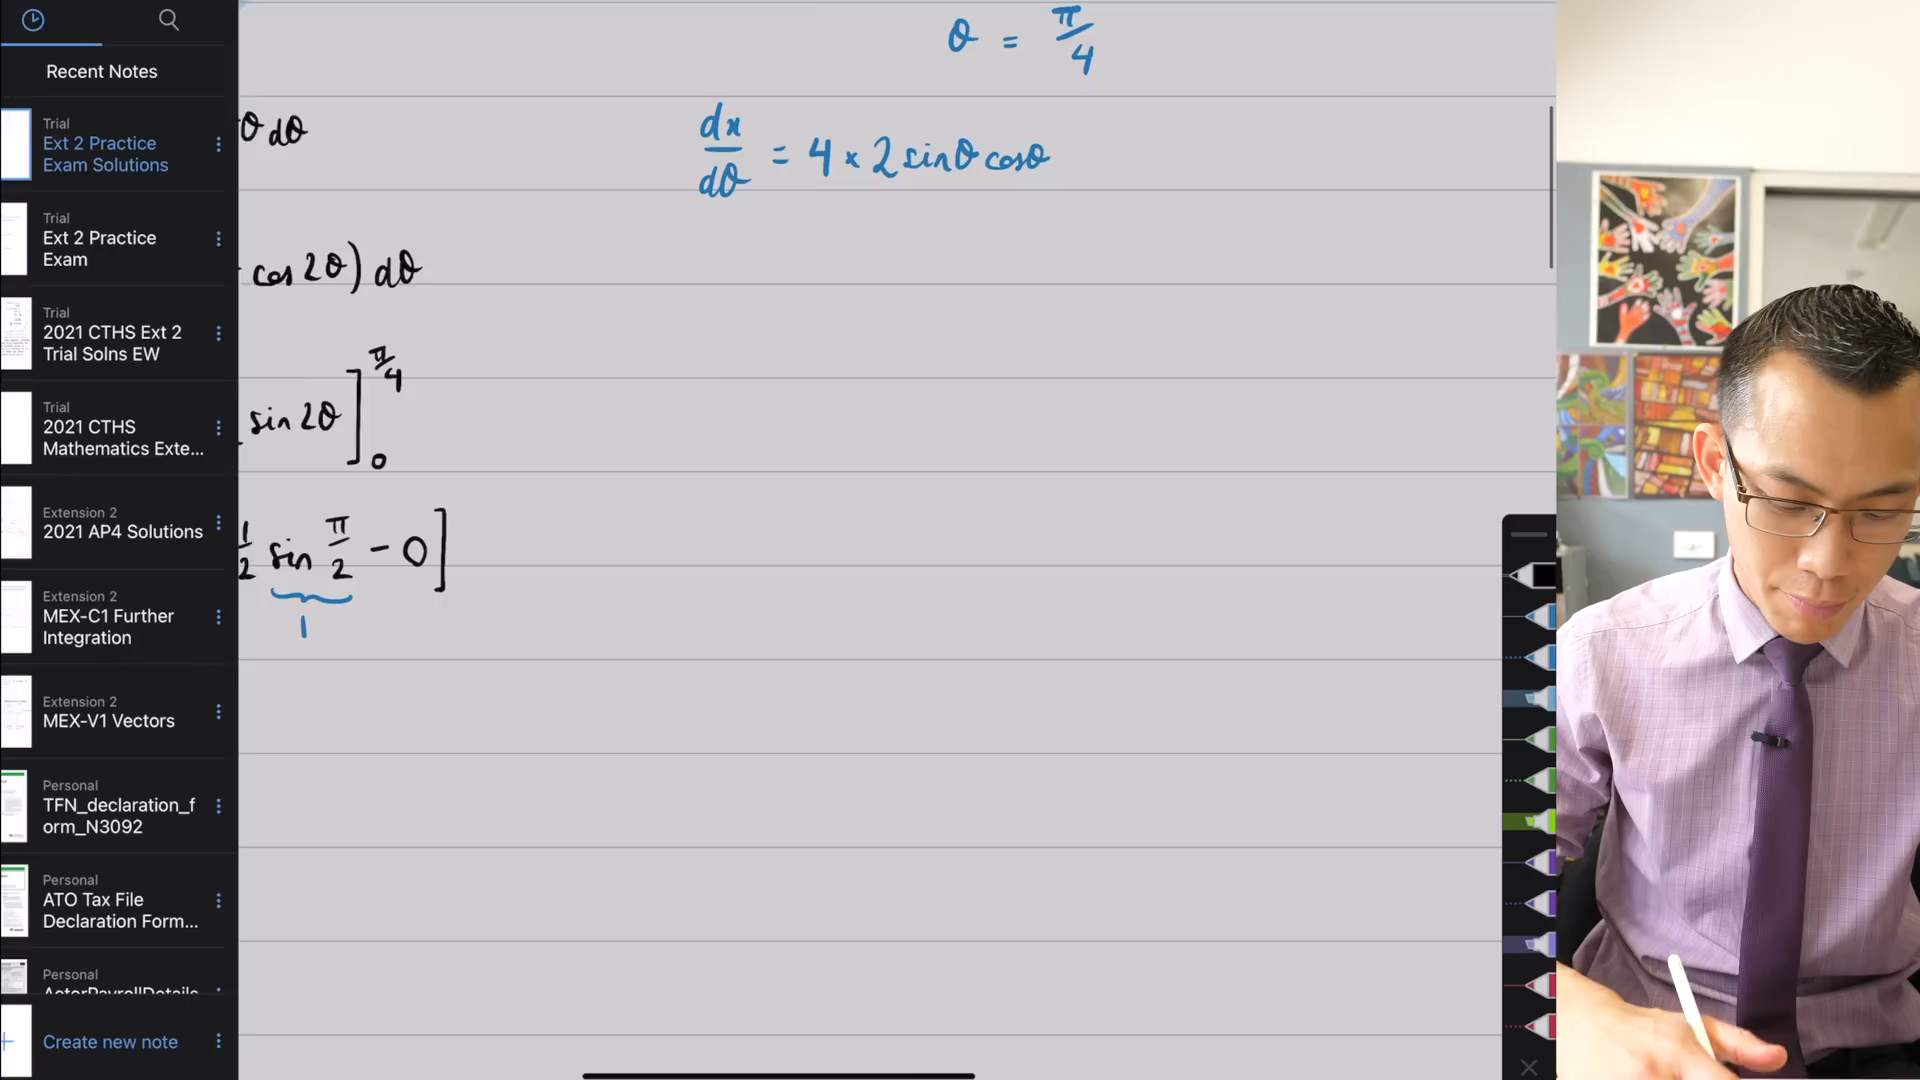 Recent Notes
Trial
Ext 2 Practice
Exam Solutions
Trial
Ext 2 Practice
Exam
Trial
2021 CTHS Ext 2
Trial Solns EW
Trial
2021 CTHS
Mathematics Exte...
Extension 2
2021 AP4 Solutions
Extension 2
MEX-C1 Further
Integration
Extension 2
MEX-V1 Vectors
Personal
TFN_declaration_f
orm_N3092
Personal
ATO Tax File
Declaration Form...
Personal
ActorPayrollDetails
Create new note
θ = π/4
dx/dθ = 4 × 2 sinθ cosθ
θ dθ
cos 2θ) dθ
sin 2θ]₀^(π/4)
1/2 sin π/2 - 0]
1